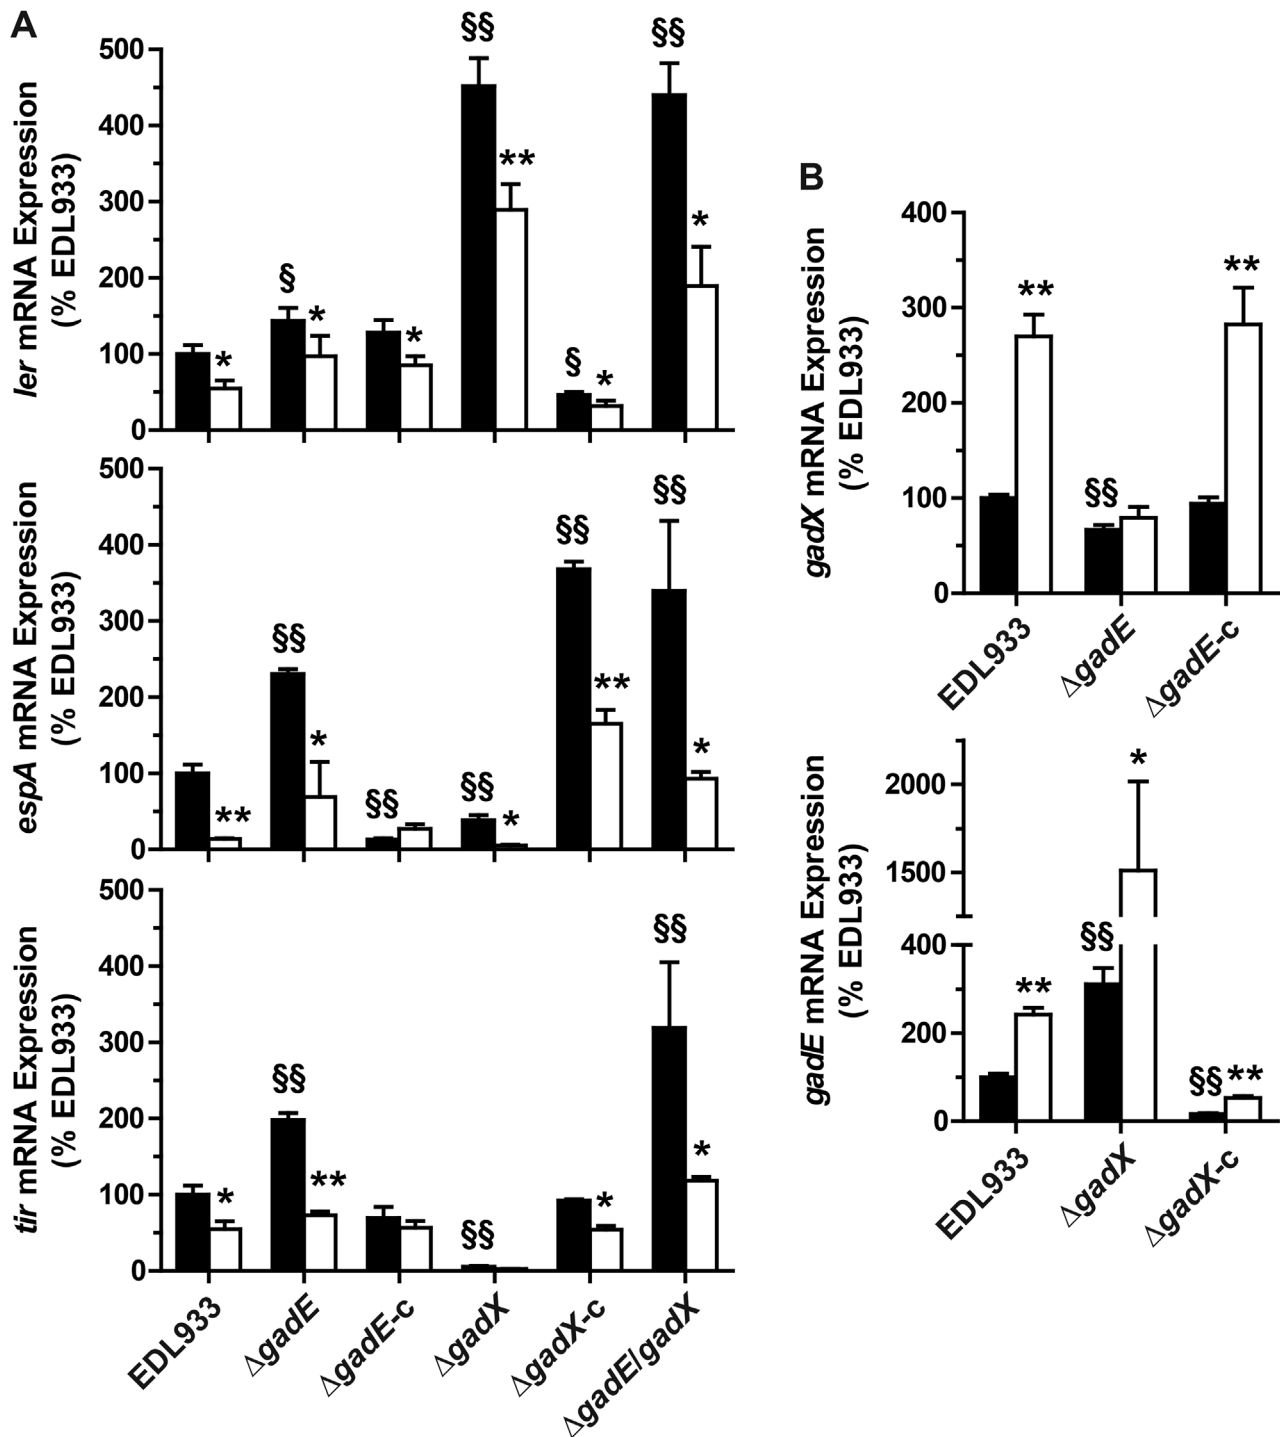 A
ler mRNA Expression
(% EDL933)
500
400
300
200
100
0
*
§
*
*
§§
**
§
*
§§
*
espA mRNA Expression
(% EDL933)
500
400
300
200
100
0
**
§§
*
§§
§§
*
§§
**
§§
*
tir mRNA Expression
(% EDL933)
500
400
300
200
100
0
*
§§
**
§§
*
§§
*
EDL933
ΔgadE
ΔgadE-c
ΔgadX
ΔgadX-c
ΔgadE/gadX
B
gadX mRNA Expression
(% EDL933)
400
300
200
100
0
**
§§
**
EDL933
ΔgadE
ΔgadE-c
gadE mRNA Expression
(% EDL933)
2000
1500
400
200
0
**
§§
*
§§
**
EDL933
ΔgadX
ΔgadX-c